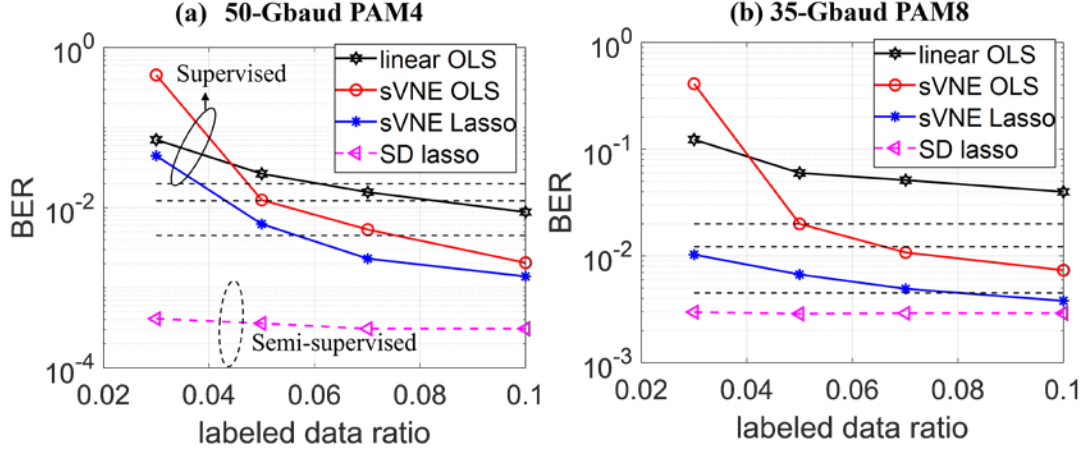 (a) 50-Gbaud PAM4
10^0
10^-2
10^-4
BER
0.02
0.04
0.06
0.08
0.1
labeled data ratio
Supervised
Semi-supervised
linear OLS
sVNE OLS
sVNE Lasso
SD lasso
(b) 35-Gbaud PAM8
10^0
10^-1
10^-2
10^-3
BER
0.02
0.04
0.06
0.08
0.1
labeled data ratio
linear OLS
sVNE OLS
sVNE Lasso
SD lasso